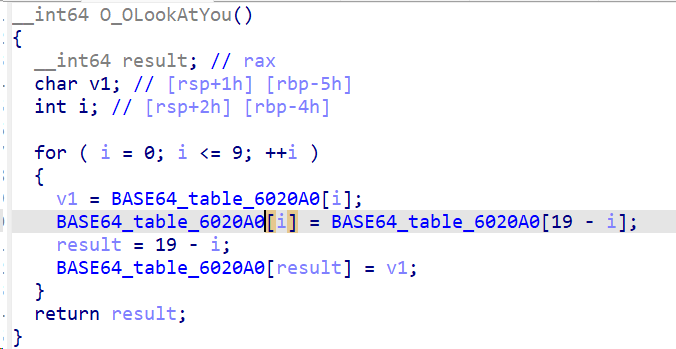 __int64 O_OLookAtYou()
{
  __int64 result; // rax
  char v1; // [rsp+1h] [rbp-5h]
  int i; // [rsp+2h] [rbp-4h]

  for ( i = 0; i <= 9; ++i )
  {
    v1 = BASE64_table_6020A0[i];
    BASE64_table_6020A0[i] = BASE64_table_6020A0[19 - i];
    result = 19 - i;
    BASE64_table_6020A0[result] = v1;
  }
  return result;
}